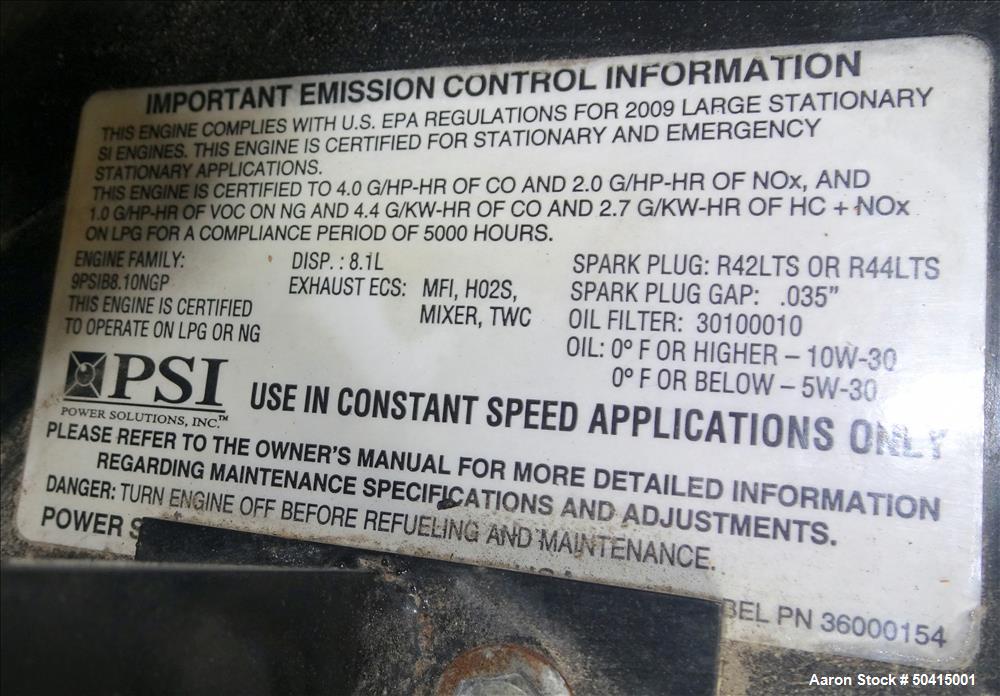 IMPORTANT EMISSION CONTROL INFORMATION
THIS ENGINE COMPLIES WITH U.S. EPA REGULATIONS FOR 2009 LARGE STATIONARY
SI ENGINES. THIS ENGINE IS CERTIFIED FOR STATIONARY AND EMERGENCY
STATIONARY APPLICATIONS.
THIS ENGINE IS CERTIFIED TO 4.0 G/HP-HR OF CO AND 2.0 G/HP-HR OF NOx, AND
1.0 G/HP-HR OF VOC ON NG AND 4.4 G/KW-HR OF CO AND 2.7 G/KW-HR OF HC + NOx
ON LPG FOR A COMPLIANCE PERIOD OF 5000 HOURS.
ENGINE FAMILY:
9PSIB8.10NGP
THIS ENGINE IS CERTIFIED
TO OPERATE ON LPG OR NG
DISP. : 8.1L
EXHAUST ECS: MFI, H02S,
MIXER, TWC
SPARK PLUG: R42LTS OR R44LTS
SPARK PLUG GAP: .035”
OIL FILTER: 30100010
OIL: 0° F OR HIGHER – 10W-30
0° F OR BELOW – 5W-30
PSI
POWER SOLUTIONS, INC.™
USE IN CONSTANT SPEED APPLICATIONS ONLY
PLEASE REFER TO THE OWNER'S MANUAL FOR MORE DETAILED INFORMATION
REGARDING MAINTENANCE SPECIFICATIONS AND ADJUSTMENTS.
DANGER: TURN ENGINE OFF BEFORE REFUELING AND MAINTENANCE.
POWER S
BEL PN 36000154
Aaron Stock # 50415001